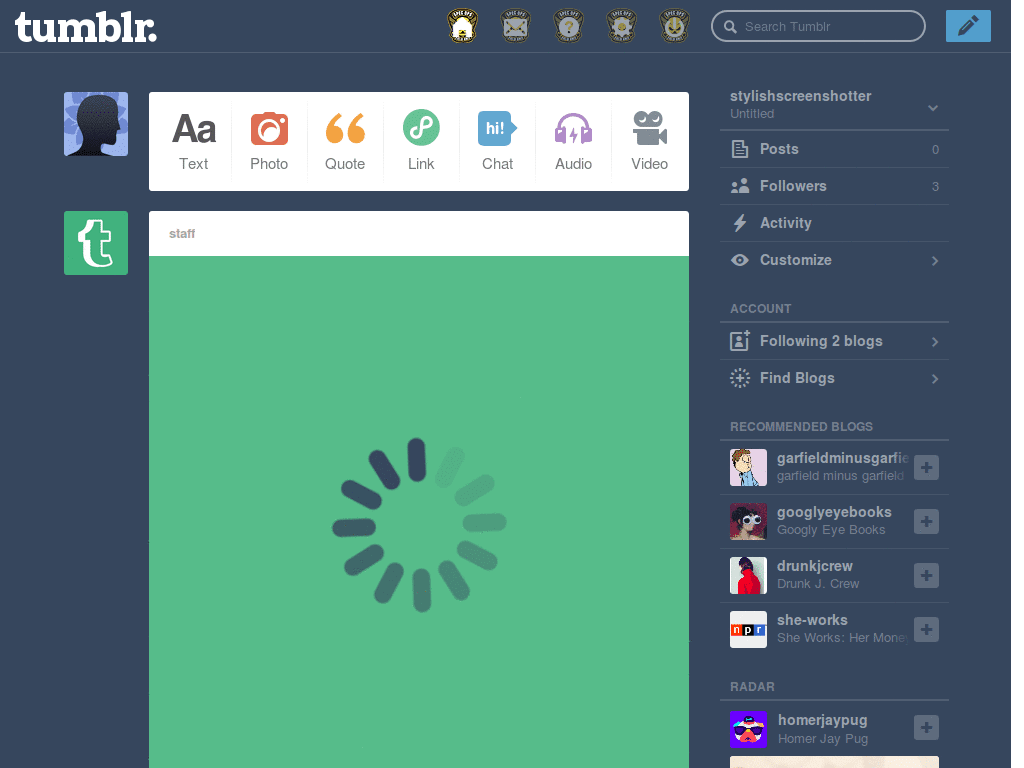 tumblr.
Search Tumblr
Aa
hi!
Text
Photo
Quote
Link
Chat
Audio
Video
t
staff
stylishscreenshotter
Untitled
Posts 0
Followers 3
Activity
Customize
ACCOUNT
Following 2 blogs
Find Blogs
RECOMMENDED BLOGS
garfieldminusgarfie
garfield minus garfield
googlyeyebooks
Googly Eye Books
drunkjcrew
Drunk J. Crew
npr
she-works
She Works: Her Mone
RADAR
homerjaypug
Homer Jay Pug